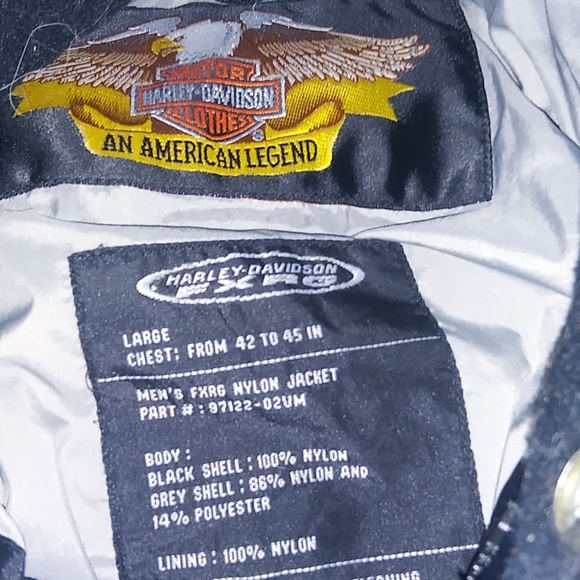 MOTOR
HARLEY-DAVIDSON
CLOTHES
®
AN AMERICAN LEGEND
HARLEY-DAVIDSON
FXRG
LARGE
CHEST: FROM 42 TO 45 IN
MEN'S FXRG NYLON JACKET
PART #: 97122-02VM
BODY:
BLACK SHELL: 100% NYLON
GREY SHELL: 86% NYLON AND
14% POLYESTER
LINING: 100% NYLON
CLEANING